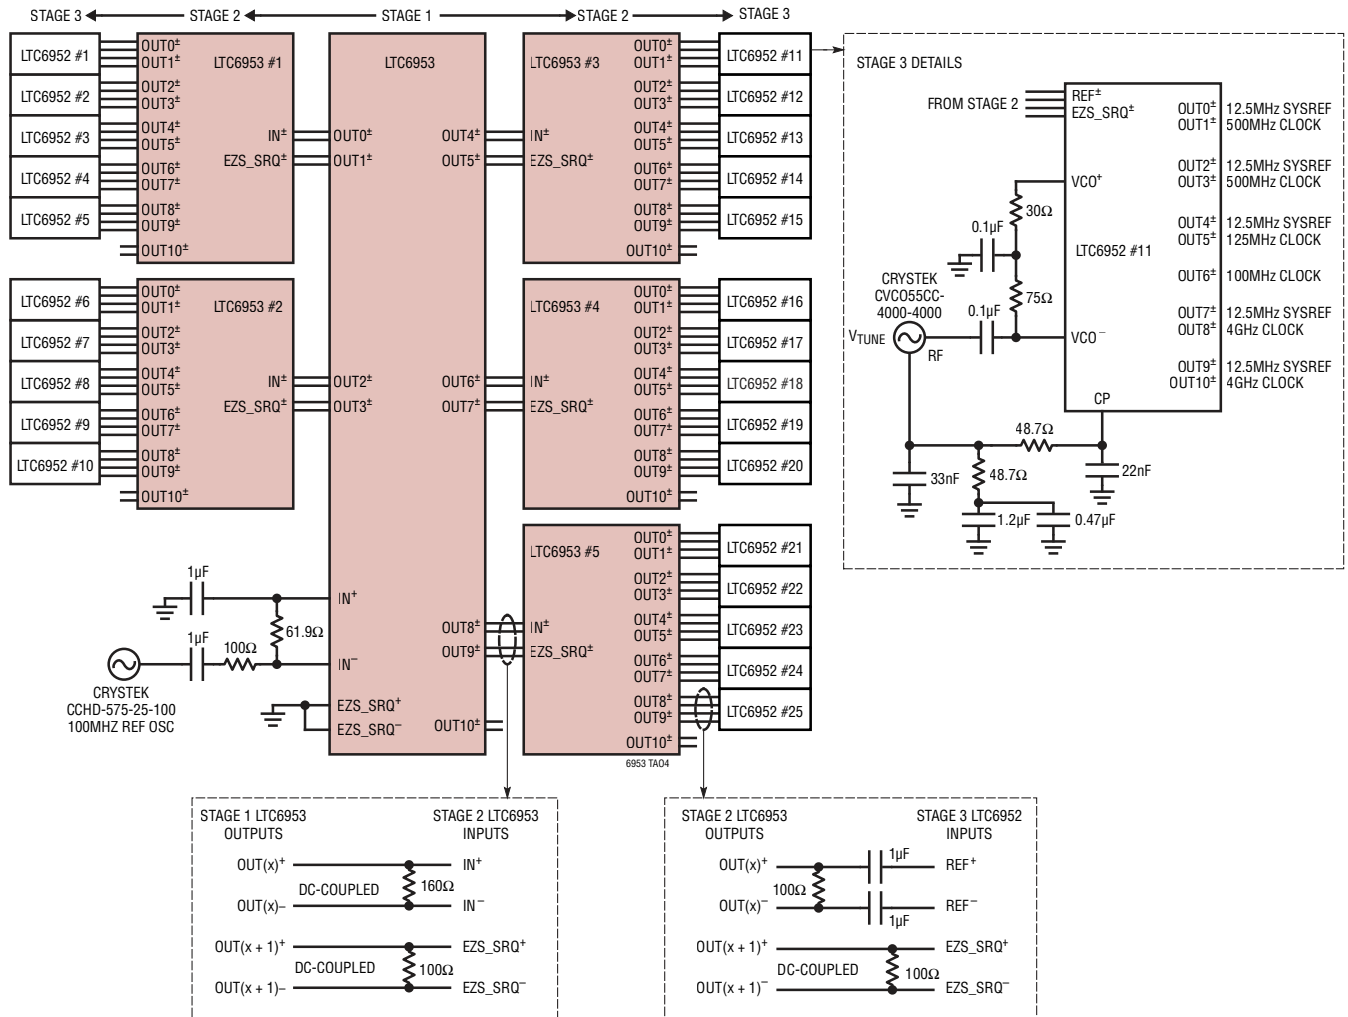 STAGE 3
STAGE 2
STAGE 1
STAGE 2
STAGE 3
LTC6952 #1
LTC6952 #2
LTC6952 #3
LTC6952 #4
LTC6952 #5
OUT0±
OUT1±
OUT2±
OUT3±
OUT4±
OUT5±
OUT6±
OUT7±
OUT8±
OUT9±
OUT10±
LTC6953 #1
IN±
EZS_SRQ±
LTC6952 #6
LTC6952 #7
LTC6952 #8
LTC6952 #9
LTC6952 #10
OUT0±
OUT1±
OUT2±
OUT3±
OUT4±
OUT5±
OUT6±
OUT7±
OUT8±
OUT9±
OUT10±
LTC6953 #2
IN±
EZS_SRQ±
LTC6953
OUT0±
OUT1±
OUT2±
OUT3±
OUT4±
OUT5±
OUT6±
OUT7±
OUT8±
OUT9±
OUT10±
IN+
IN−
EZS_SRQ+
EZS_SRQ−
1µF
61.9Ω
1µF
100Ω
CRYSTEK
CCHD-575-25-100
100MHZ REF OSC
LTC6953 #3
IN±
EZS_SRQ±
OUT0±
OUT1±
OUT2±
OUT3±
OUT4±
OUT5±
OUT6±
OUT7±
OUT8±
OUT9±
OUT10±
LTC6952 #11
LTC6952 #12
LTC6952 #13
LTC6952 #14
LTC6952 #15
LTC6953 #4
IN±
EZS_SRQ±
OUT0±
OUT1±
OUT2±
OUT3±
OUT4±
OUT5±
OUT6±
OUT7±
OUT8±
OUT9±
OUT10±
LTC6952 #16
LTC6952 #17
LTC6952 #18
LTC6952 #19
LTC6952 #20
LTC6953 #5
IN±
EZS_SRQ±
OUT0±
OUT1±
OUT2±
OUT3±
OUT4±
OUT5±
OUT6±
OUT7±
OUT8±
OUT9±
OUT10±
LTC6952 #21
LTC6952 #22
LTC6952 #23
LTC6952 #24
LTC6952 #25
6953 TA04
STAGE 3 DETAILS
FROM STAGE 2
REF±
EZS_SRQ±
VCO+
LTC6952 #11
VCO−
CP
OUT0± 12.5MHz SYSREF
OUT1± 500MHz CLOCK
OUT2± 12.5MHz SYSREF
OUT3± 500MHz CLOCK
OUT4± 12.5MHz SYSREF
OUT5± 125MHz CLOCK
OUT6± 100MHz CLOCK
OUT7± 12.5MHz SYSREF
OUT8± 4GHz CLOCK
OUT9± 12.5MHz SYSREF
OUT10± 4GHz CLOCK
30Ω
0.1µF
75Ω
0.1µF
CRYSTEK
CVCO55CC-
4000-4000
VTUNE
RF
48.7Ω
33nF
48.7Ω
22nF
1.2µF
0.47µF
STAGE 1 LTC6953
OUTPUTS
STAGE 2 LTC6953
INPUTS
OUT(x)+
IN+
DC-COUPLED
160Ω
OUT(x)−
IN−
OUT(x + 1)+
EZS_SRQ+
DC-COUPLED
100Ω
OUT(x + 1)−
EZS_SRQ−
STAGE 2 LTC6953
OUTPUTS
STAGE 3 LTC6952
INPUTS
OUT(x)+
1µF
REF+
100Ω
OUT(x)−
REF−
1µF
OUT(x + 1)+
EZS_SRQ+
DC-COUPLED
100Ω
OUT(x + 1)−
EZS_SRQ−